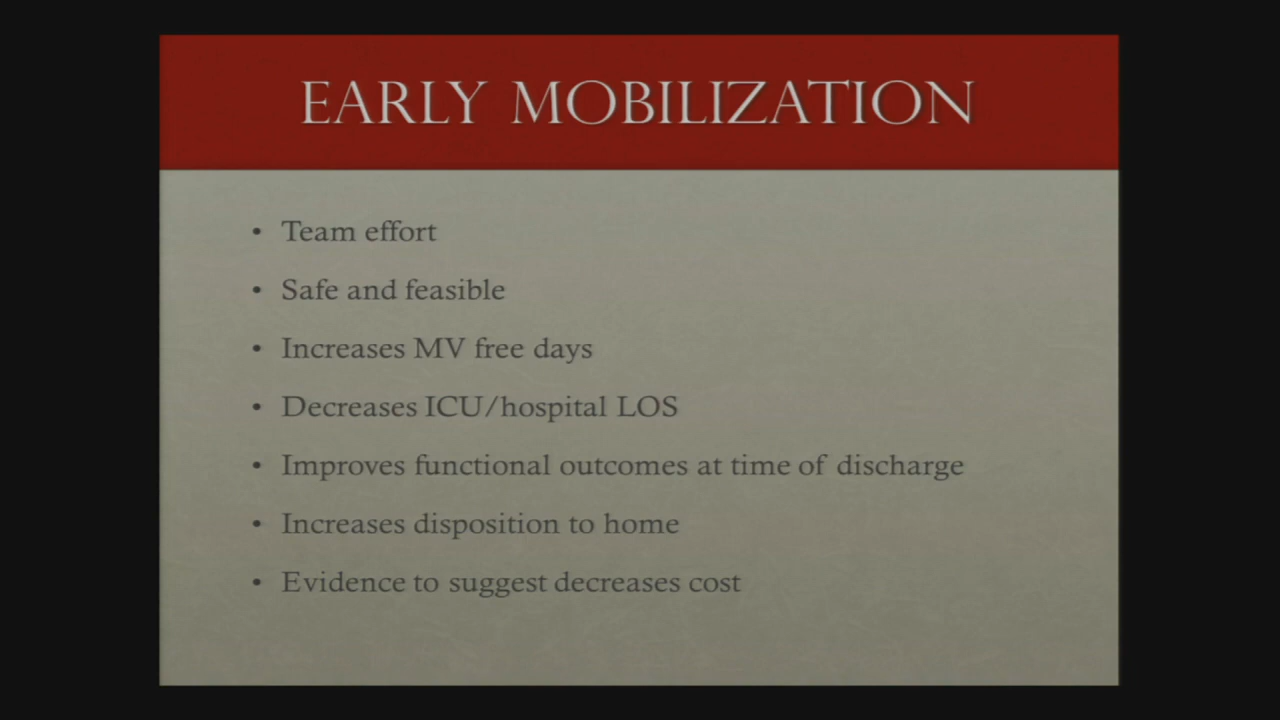 EARLY MOBILIZATION
• Team effort
• Safe and feasible
• Increases MV free days
• Decreases ICU/hospital LOS
• Improves functional outcomes at time of discharge
• Increases disposition to home
• Evidence to suggest decreases cost